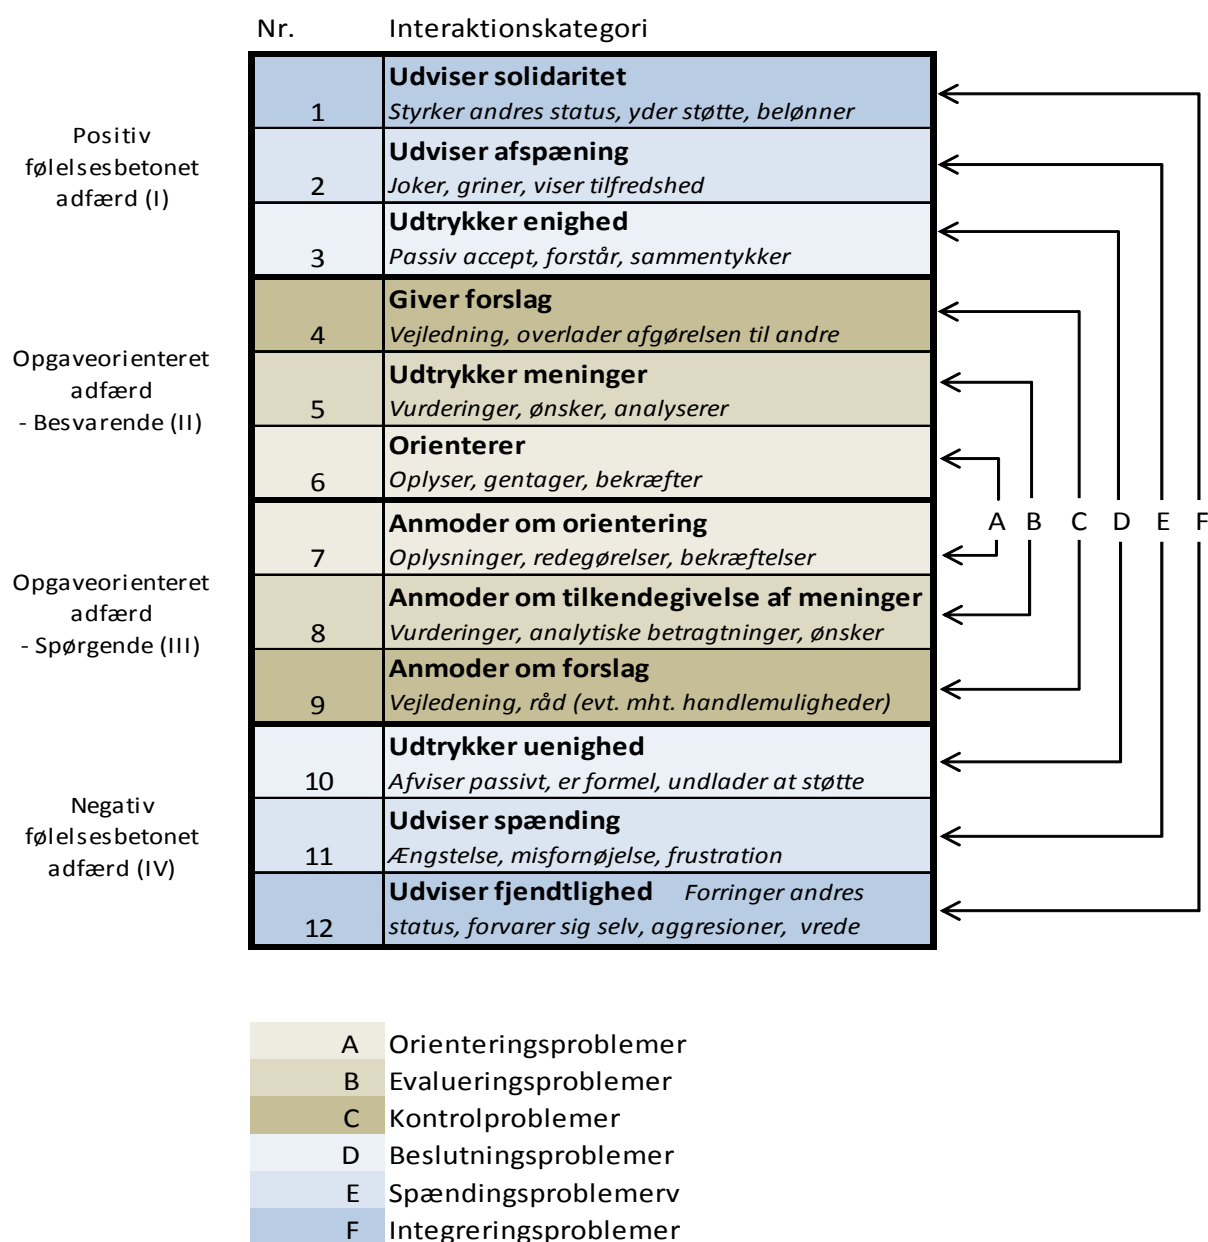 Nr. Interaktionskategori
Positiv
følelsesbetonet
adfærd (I)
1 Udviser solidaritet
Styrker andres status, yder støtte, belønner
2 Udviser afspæning
Joker, griner, viser tilfredshed
3 Udtrykker enighed
Passiv accept, forstår, sammentykker
Opgaveorienteret
adfærd
- Besvarende (II)
4 Giver forslag
Vejledning, overlader afgørelsen til andre
5 Udtrykker meninger
Vurderinger, ønsker, analyserer
6 Orienterer
Oplyser, gentager, bekræfter
Opgaveorienteret
adfærd
- Spørgende (III)
7 Anmoder om orientering
Oplysninger, redegørelser, bekræftelser
8 Anmoder om tilkendegivelse af meninger
Vurderinger, analytiske betragtninger, ønsker
9 Anmoder om forslag
Vejledening, råd (evt. mht. handlemuligheder)
Negativ
følelsesbetonet
adfærd (IV)
10 Udtrykker uenighed
Afviser passivt, er formel, undlader at støtte
11 Udviser spænding
Ængstelse, misfornøjelse, frustration
12 Udviser fjendtlighed Forringer andres
status, forvarer sig selv, aggresioner, vrede
A B C D E F
A Orienteringsproblemer
B Evalueringsproblemer
C Kontrolproblemer
D Beslutningsproblemer
E Spændingsproblemerv
F Integreringsproblemer